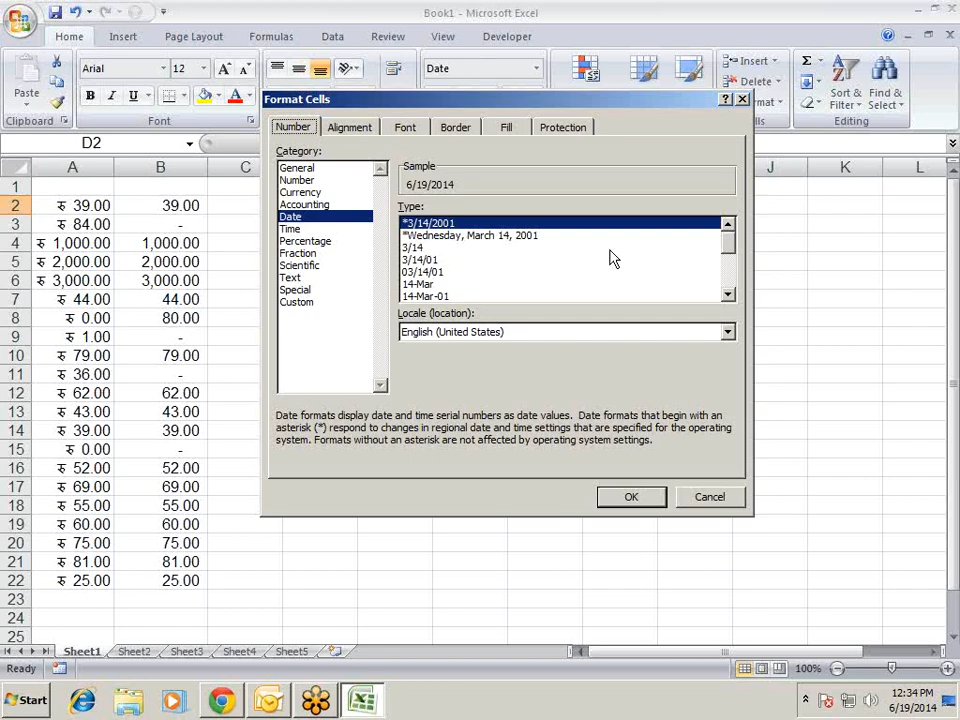 Book1 - Microsoft Excel
Home Insert Page Layout Formulas Data Review View Developer
Paste
Arial 12 A A Date Insert Σ
B I U A Delete Sort & Find &
Filter Select
Clipboard Font Editing
D2
A B C J K L
1
2 रु 39.00 39.00
3 रु 84.00 -
4 रु 1,000.00 1,000.00
5 रु 2,000.00 2,000.00
6 रु 3,000.00 3,000.00
7 रु 44.00 44.00
8 रु 0.00 80.00
9 रु 1.00 -
10 रु 79.00 79.00
11 रु 36.00 -
12 रु 62.00 62.00
13 रु 43.00 43.00
14 रु 39.00 39.00
15 रु 0.00 -
16 रु 52.00 52.00
17 रु 69.00 69.00
18 रु 55.00 55.00
19 रु 60.00 60.00
20 रु 75.00 75.00
21 रु 81.00 81.00
22 रु 25.00 25.00
23
24
25
Format Cells
Number Alignment Font Border Fill Protection
Category:
General
Number
Currency
Accounting
Date
Time
Percentage
Fraction
Scientific
Text
Special
Custom
Sample
6/19/2014
Type:
*3/14/2001
*Wednesday, March 14, 2001
3/14
3/14/01
03/14/01
14-Mar
14-Mar-01
Locale (location):
English (United States)
Date formats display date and time serial numbers as date values. Date formats that begin with an
asterisk (*) respond to changes in regional date and time settings that are specified for the operating
system. Formats without an asterisk are not affected by operating system settings.
OK Cancel
Sheet1 Sheet2 Sheet3 Sheet4 Sheet5
Ready 100%
Start 12:34 PM
6/19/2014